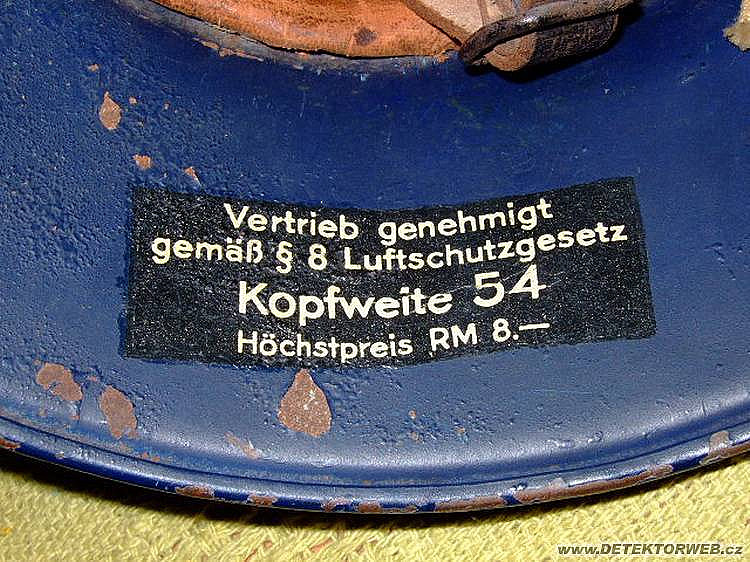 Vertrieb genehmigt
gemäß § 8 Luftschutzgesetz
Kopfweite 54
Höchstpreis RM 8.—
www.DETEKTORWEB.cz